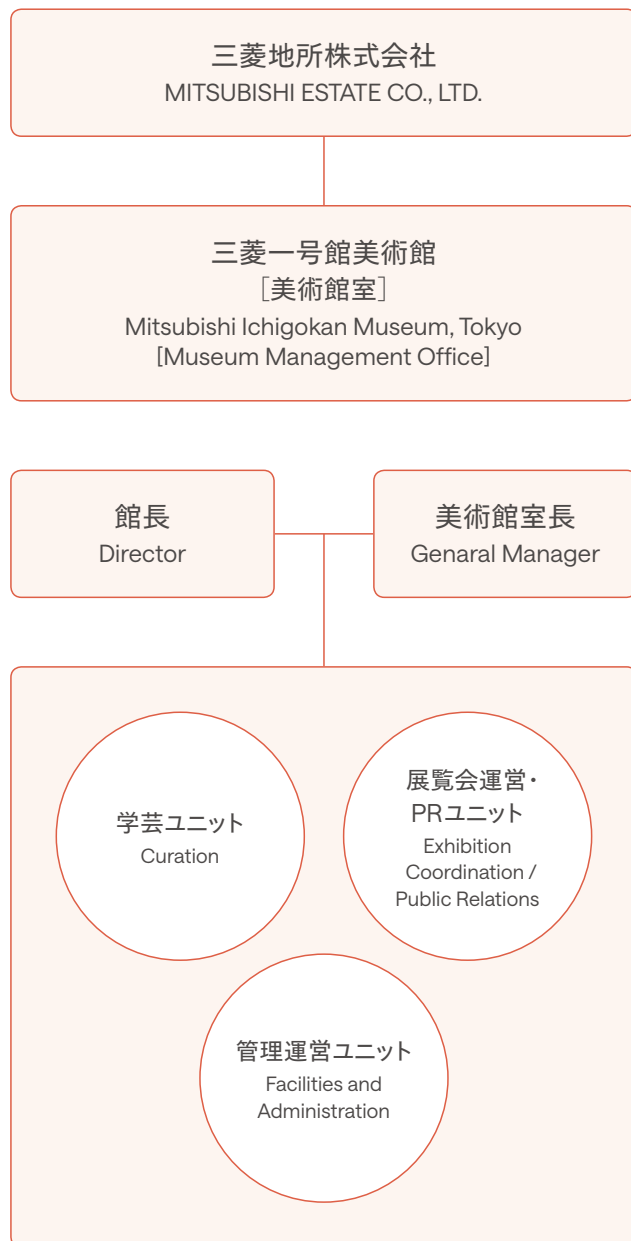 三菱地所株式会社
MITSUBISHI ESTATE CO., LTD.
三菱一号館美術館
［美術館室］
Mitsubishi Ichigokan Museum, Tokyo
[Museum Management Office]
館長
Director
美術館室長
Genaral Manager
学芸ユニット
Curation
展覧会運営・
PRユニット
Exhibition
Coordination /
Public Relations
管理運営ユニット
Facilities and
Administration